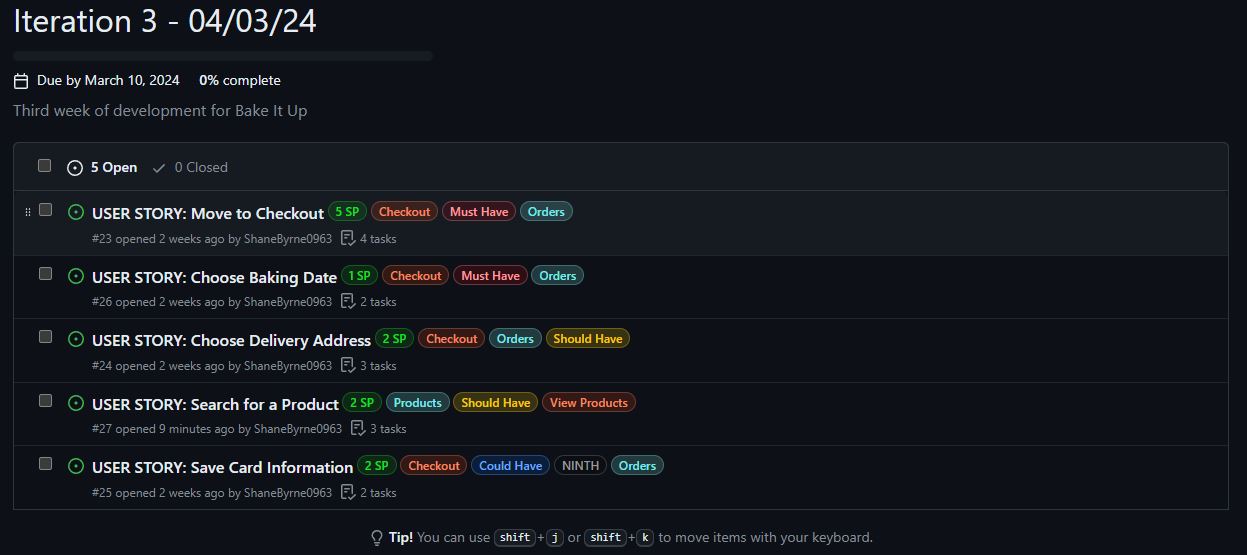 Iteration 3 - 04/03/24
Due by March 10, 2024 0% complete
Third week of development for Bake It Up
5 Open 0 Closed
USER STORY: Move to Checkout 5 SP Checkout Must Have Orders
#23 opened 2 weeks ago by ShaneByrne0963 4 tasks
USER STORY: Choose Baking Date 1 SP Checkout Must Have Orders
#26 opened 2 weeks ago by ShaneByrne0963 2 tasks
USER STORY: Choose Delivery Address 2 SP Checkout Orders Should Have
#24 opened 2 weeks ago by ShaneByrne0963 3 tasks
USER STORY: Search for a Product 2 SP Products Should Have View Products
#27 opened 9 minutes ago by ShaneByrne0963 3 tasks
USER STORY: Save Card Information 2 SP Checkout Could Have NINTH Orders
#25 opened 2 weeks ago by ShaneByrne0963 2 tasks
Tip! You can use shift+j or shift+k to move items with your keyboard.